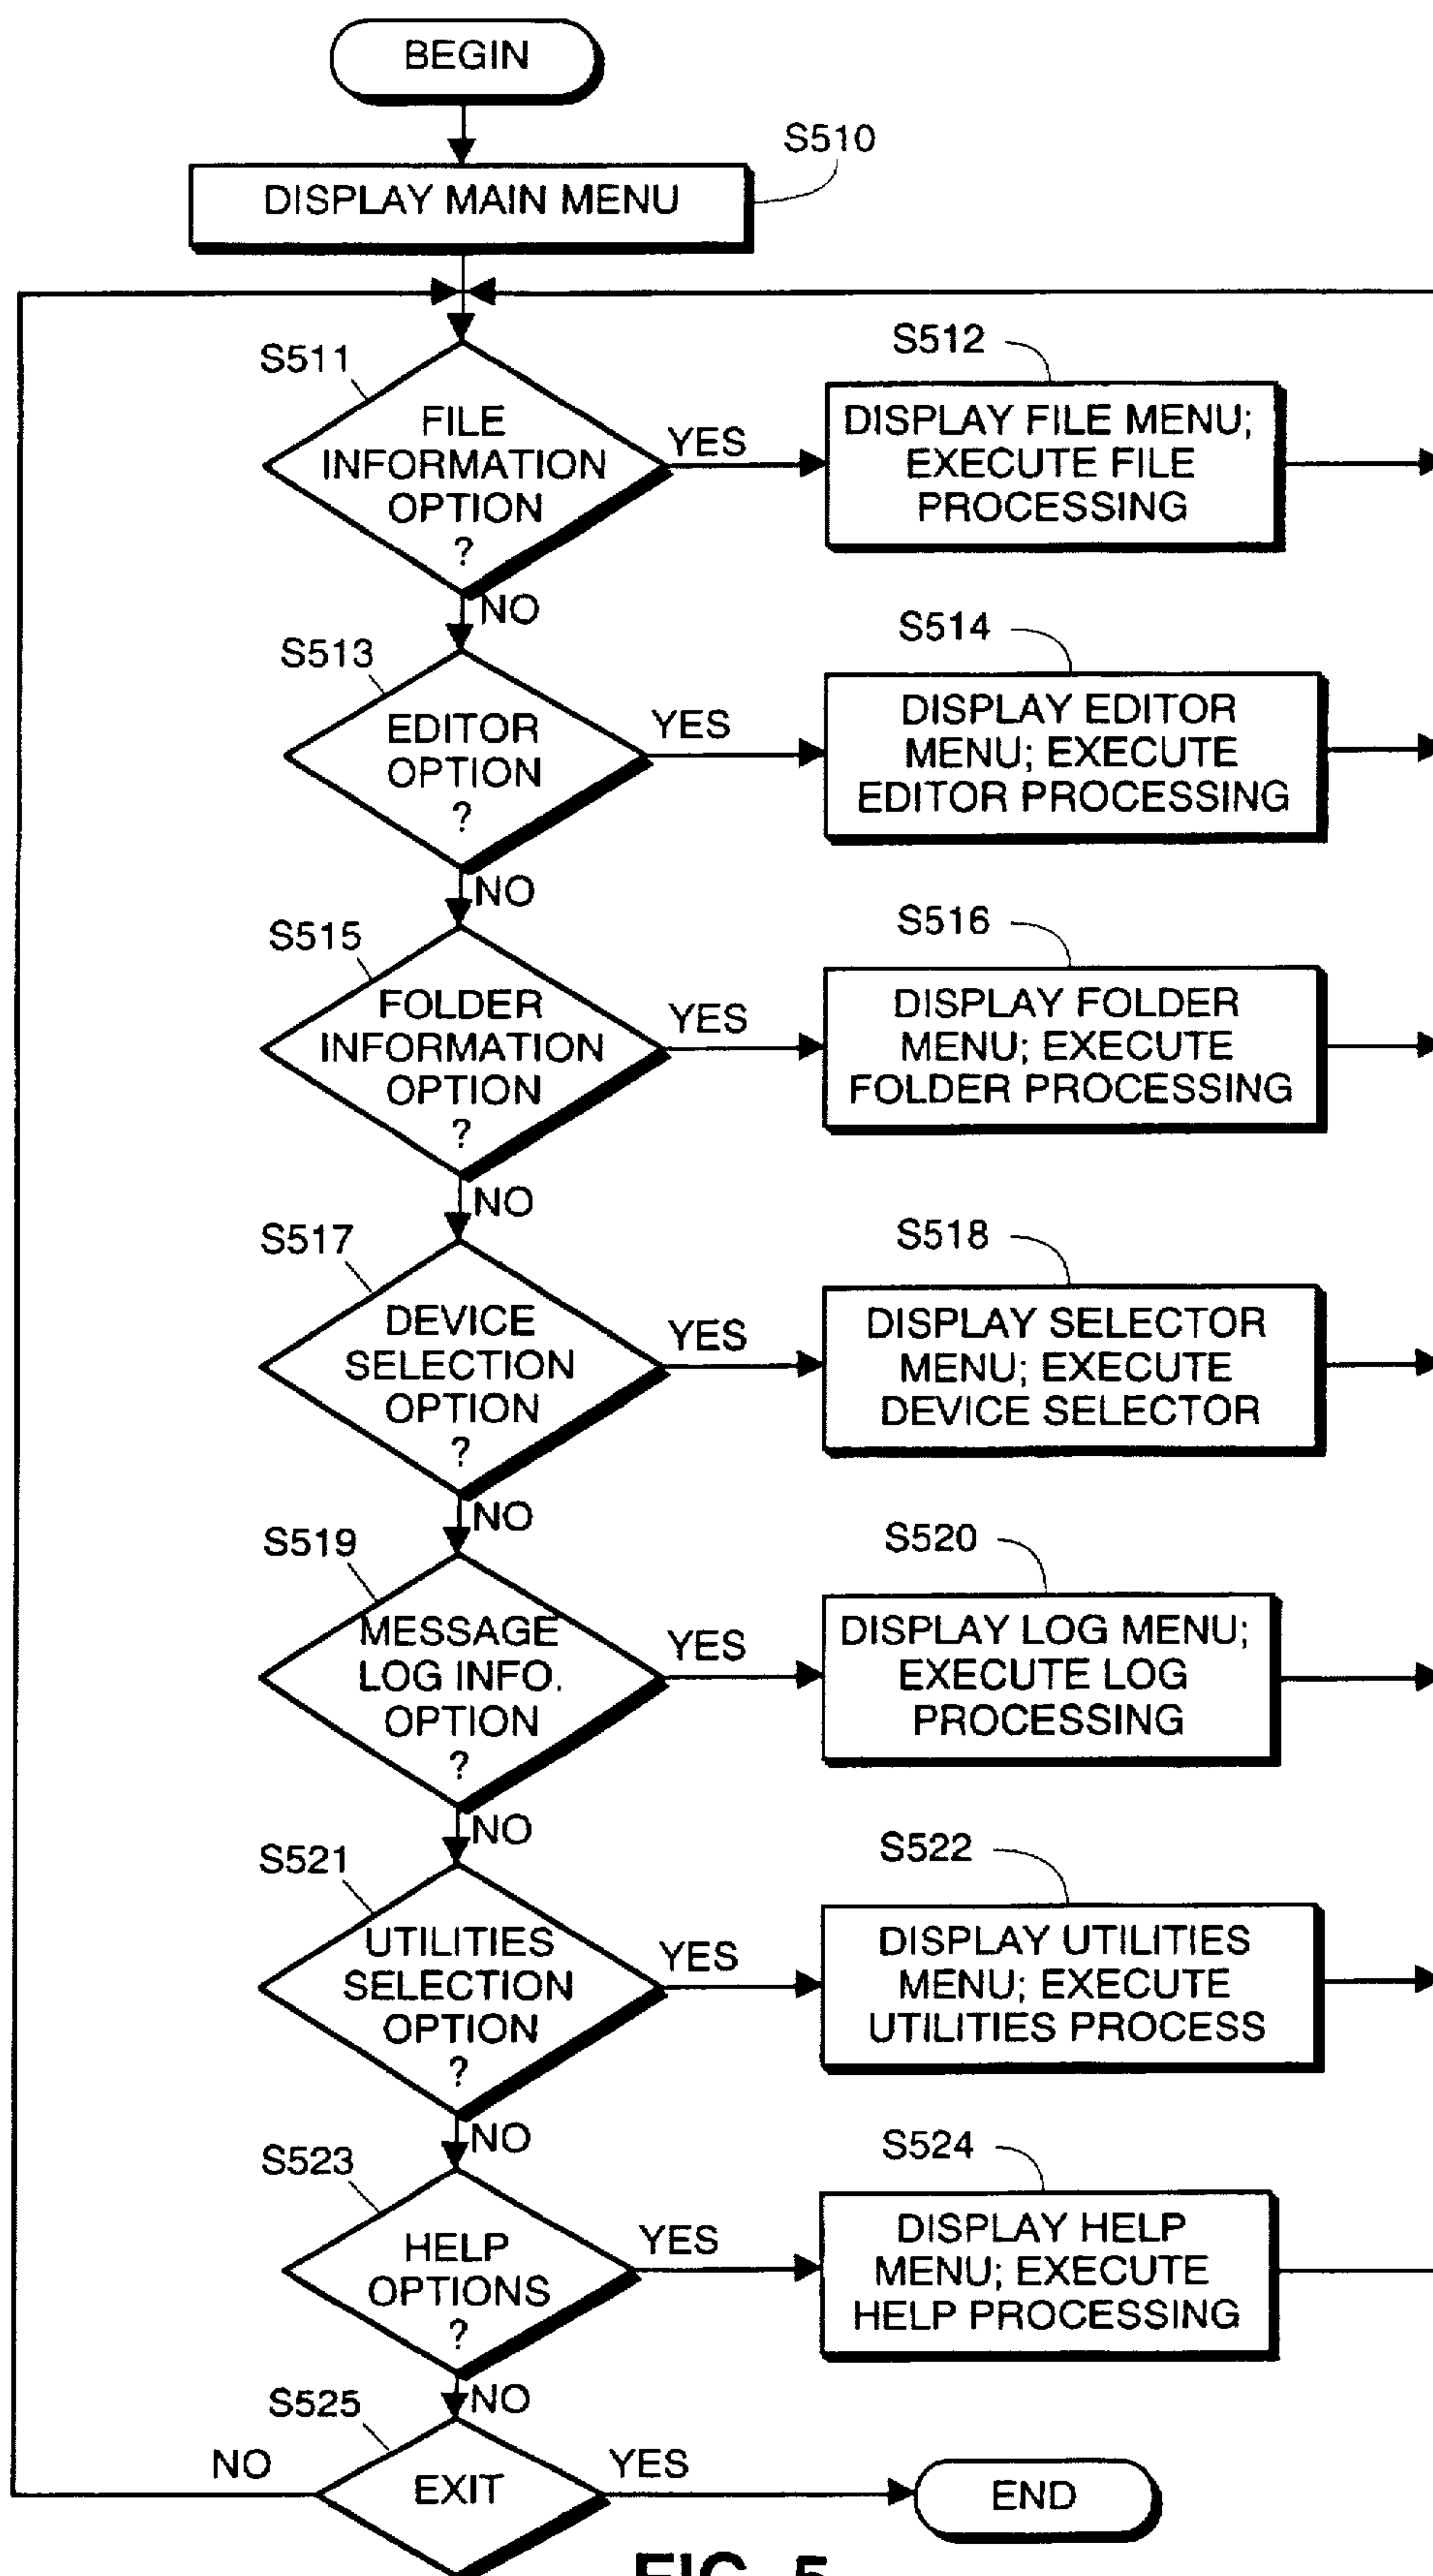 BEGIN
S510
DISPLAY MAIN MENU
S511
FILE
INFORMATION
OPTION
?
YES
NO
S512
DISPLAY FILE MENU;
EXECUTE FILE
PROCESSING
S513
EDITOR
OPTION
?
YES
NO
S514
DISPLAY EDITOR
MENU; EXECUTE
EDITOR PROCESSING
S515
FOLDER
INFORMATION
OPTION
?
YES
NO
S516
DISPLAY FOLDER
MENU; EXECUTE
FOLDER PROCESSING
S517
DEVICE
SELECTION
OPTION
?
YES
NO
S518
DISPLAY SELECTOR
MENU; EXECUTE
DEVICE SELECTOR
S519
MESSAGE
LOG INFO.
OPTION
?
YES
NO
S520
DISPLAY LOG MENU;
EXECUTE LOG
PROCESSING
S521
UTILITIES
SELECTION
OPTION
?
YES
NO
S522
DISPLAY UTILITIES
MENU; EXECUTE
UTILITIES PROCESS
S523
HELP
OPTIONS
?
YES
NO
S524
DISPLAY HELP
MENU; EXECUTE
HELP PROCESSING
S525
EXIT
NO
YES
END
FIG. 5